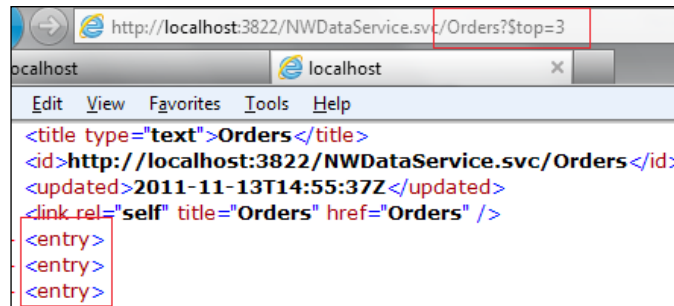 http://localhost:3822/NWDataService.svc/Orders?$top=3
ocalhost localhost
Edit View Favorites Tools Help
<title type="text">Orders</title>
<id>http://localhost:3822/NWDataService.svc/Orders</id>
<updated>2011-11-13T14:55:37Z</updated>
<link rel="self" title="Orders" href="Orders" />
- <entry>
- <entry>
- <entry>